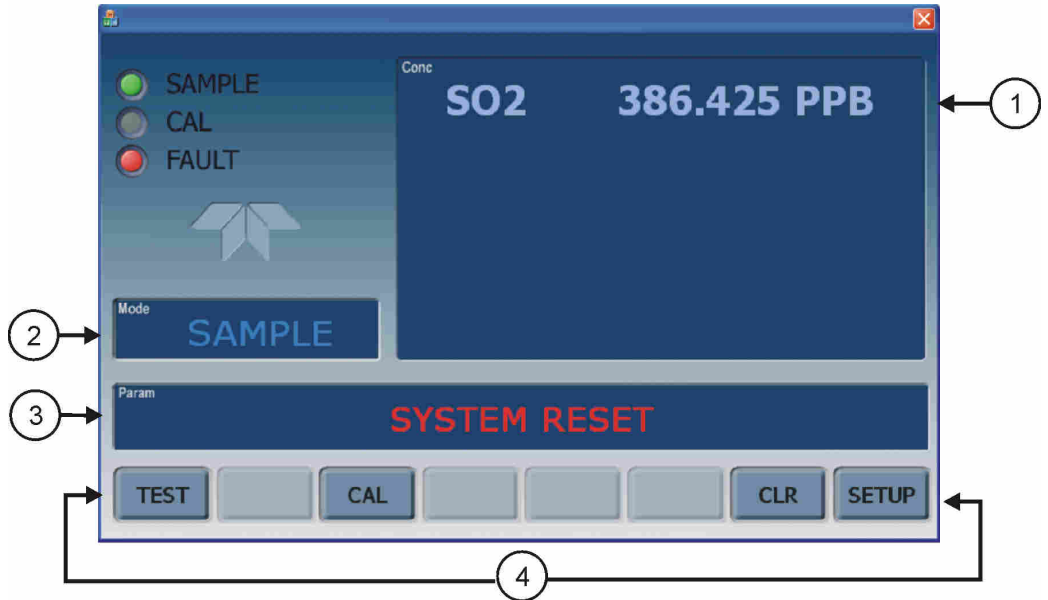 SAMPLE
CAL
FAULT
Conc
SO2 386.425 PPB
1
Mode
SAMPLE
2
Param
SYSTEM RESET
3
TEST CAL CLR SETUP
4